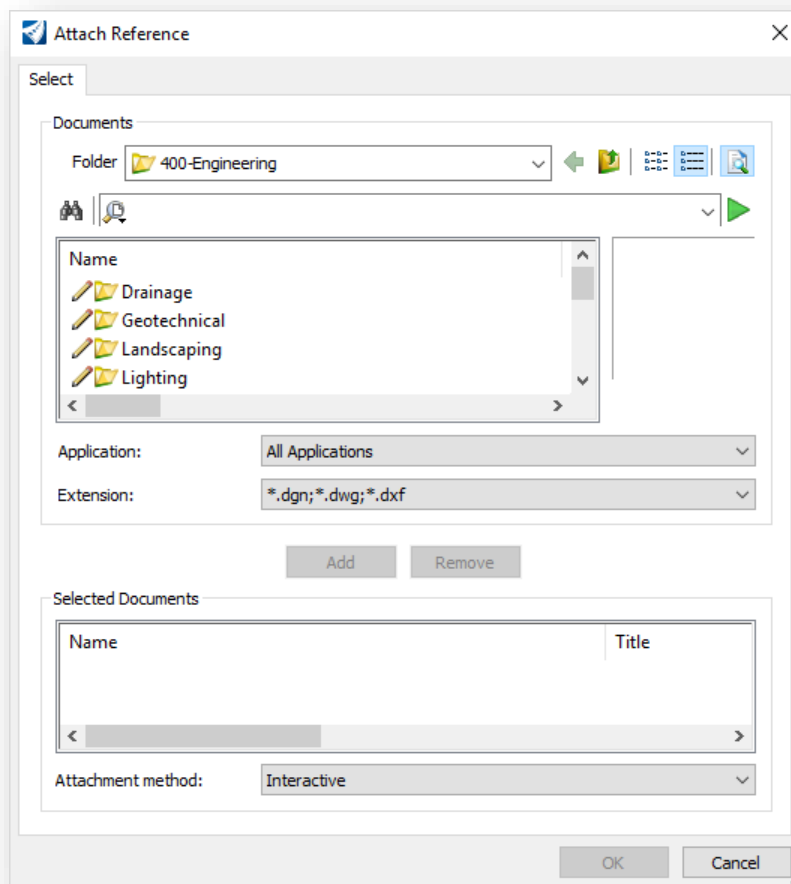 Attach Reference
Select
Documents
Folder 400-Engineering
Name
Drainage
Geotechnical
Landscaping
Lighting
Application: All Applications
Extension: *.dgn;*.dwg;*.dxf
Add Remove
Selected Documents
Name Title
Attachment method: Interactive
OK Cancel